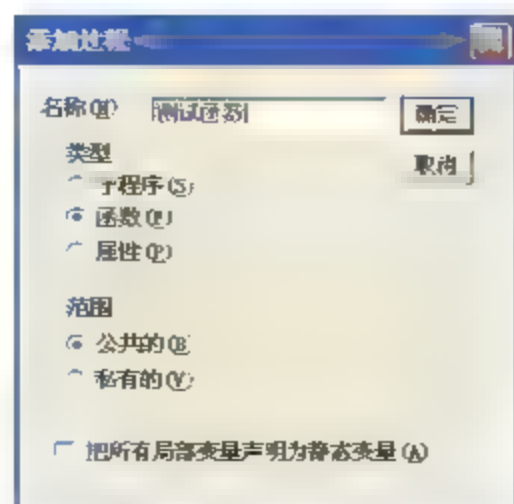 添加过程
名称(N) 测试函数 确定
类型
取消
子程序(S)
函数(F)
属性(P)
范围
公共的(B)
私有的(V)
把所有局部变量声明为静态变量(A)